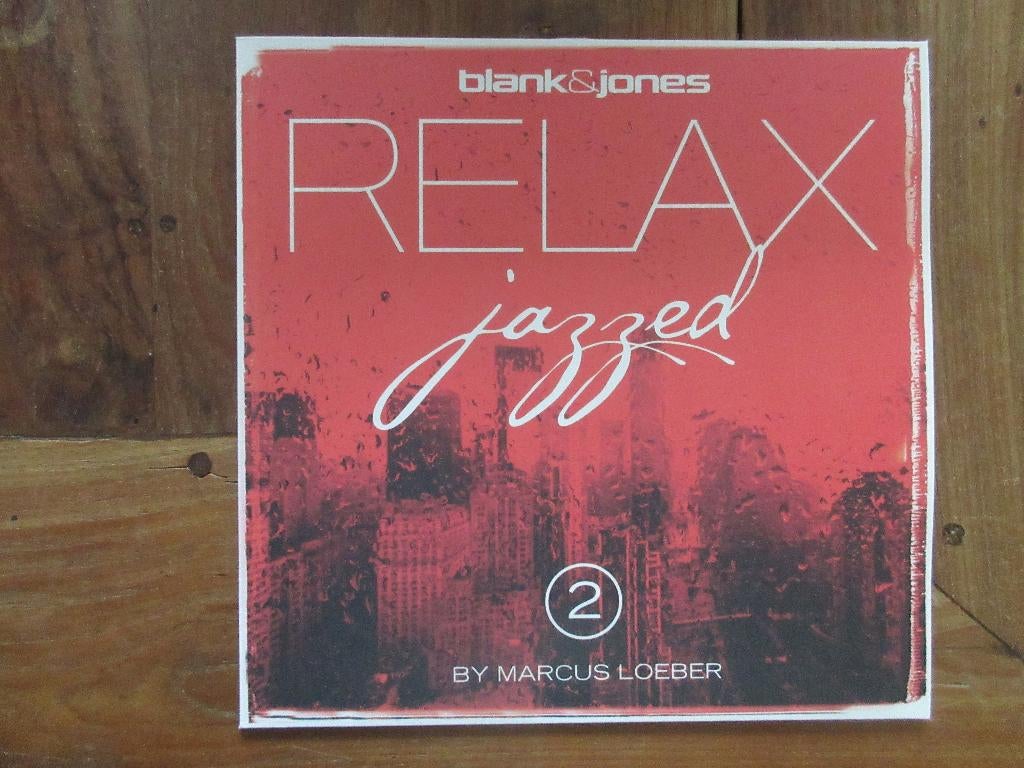 blank&jones
RELAX
jazzed
2
BY MARCUS LOEBER